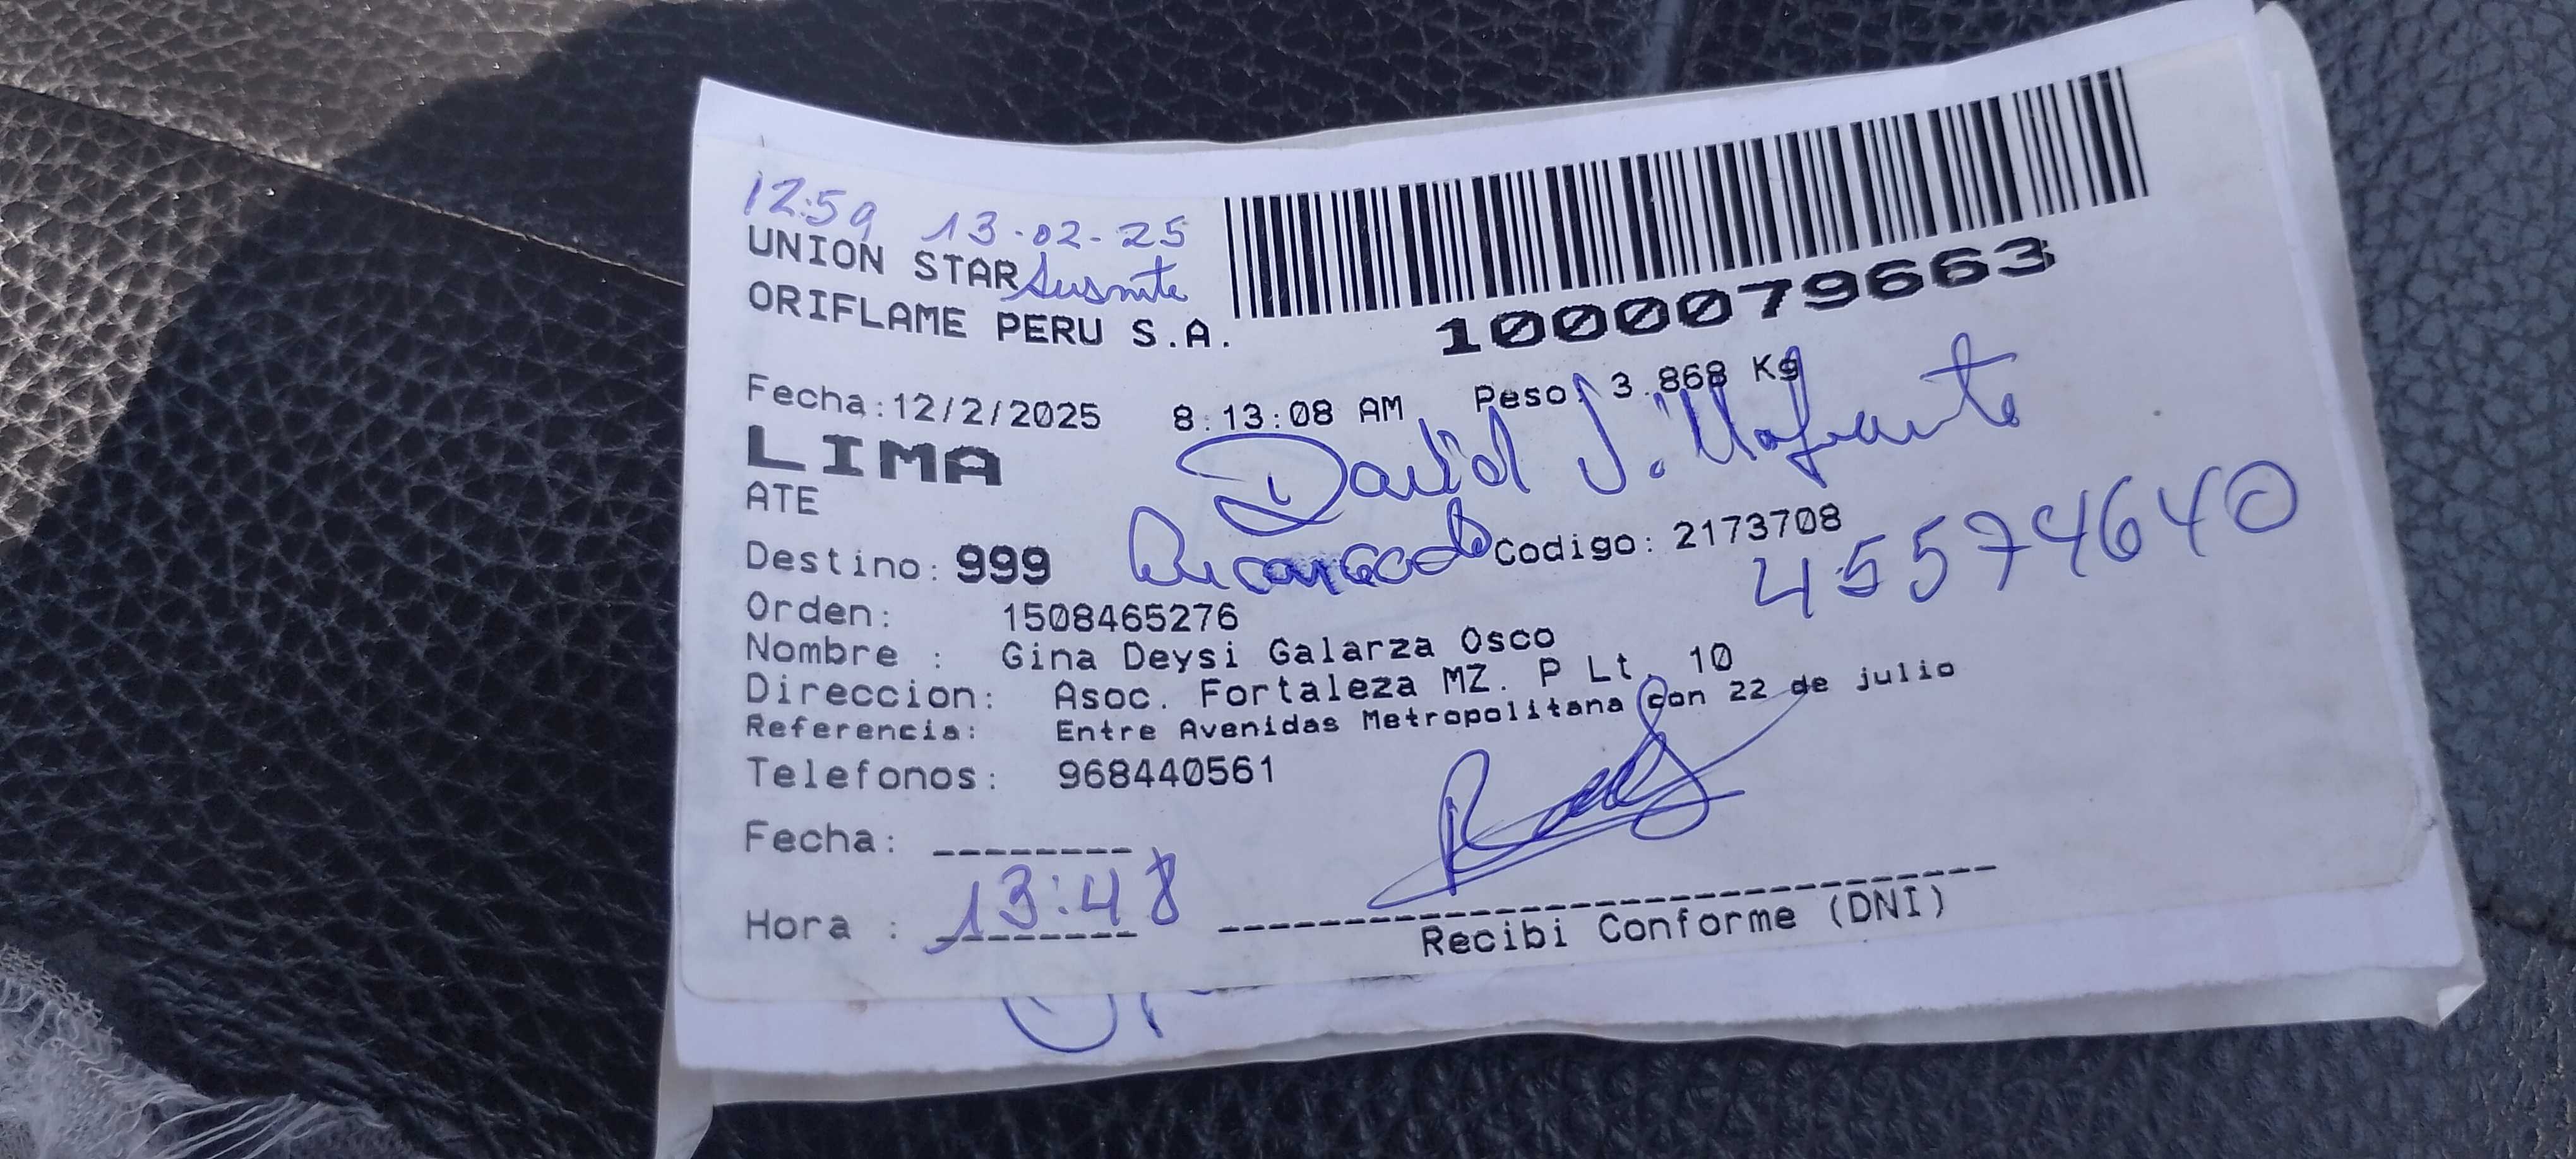 12:59 13-02-25
UNION STAR Ausente
ORIFLAME PERU S.A.
1000079663
Fecha:12/2/2025 8:13:08 AM Peso: 3.868 Kg
LIMA
David
ATE
Destino: 999 Encargado Codigo: 2173708
45574640
Orden: 1508465276
Nombre : Gina Deysi Galarza Osco
Direccion: Asoc. Fortaleza MZ. P Lt. 10
Referencia: Entre Avenidas Metropolitana con 22 de julio
Telefonos: 968440561
Fecha: --------
Hora : 13:48
Recibi Conforme (DNI)